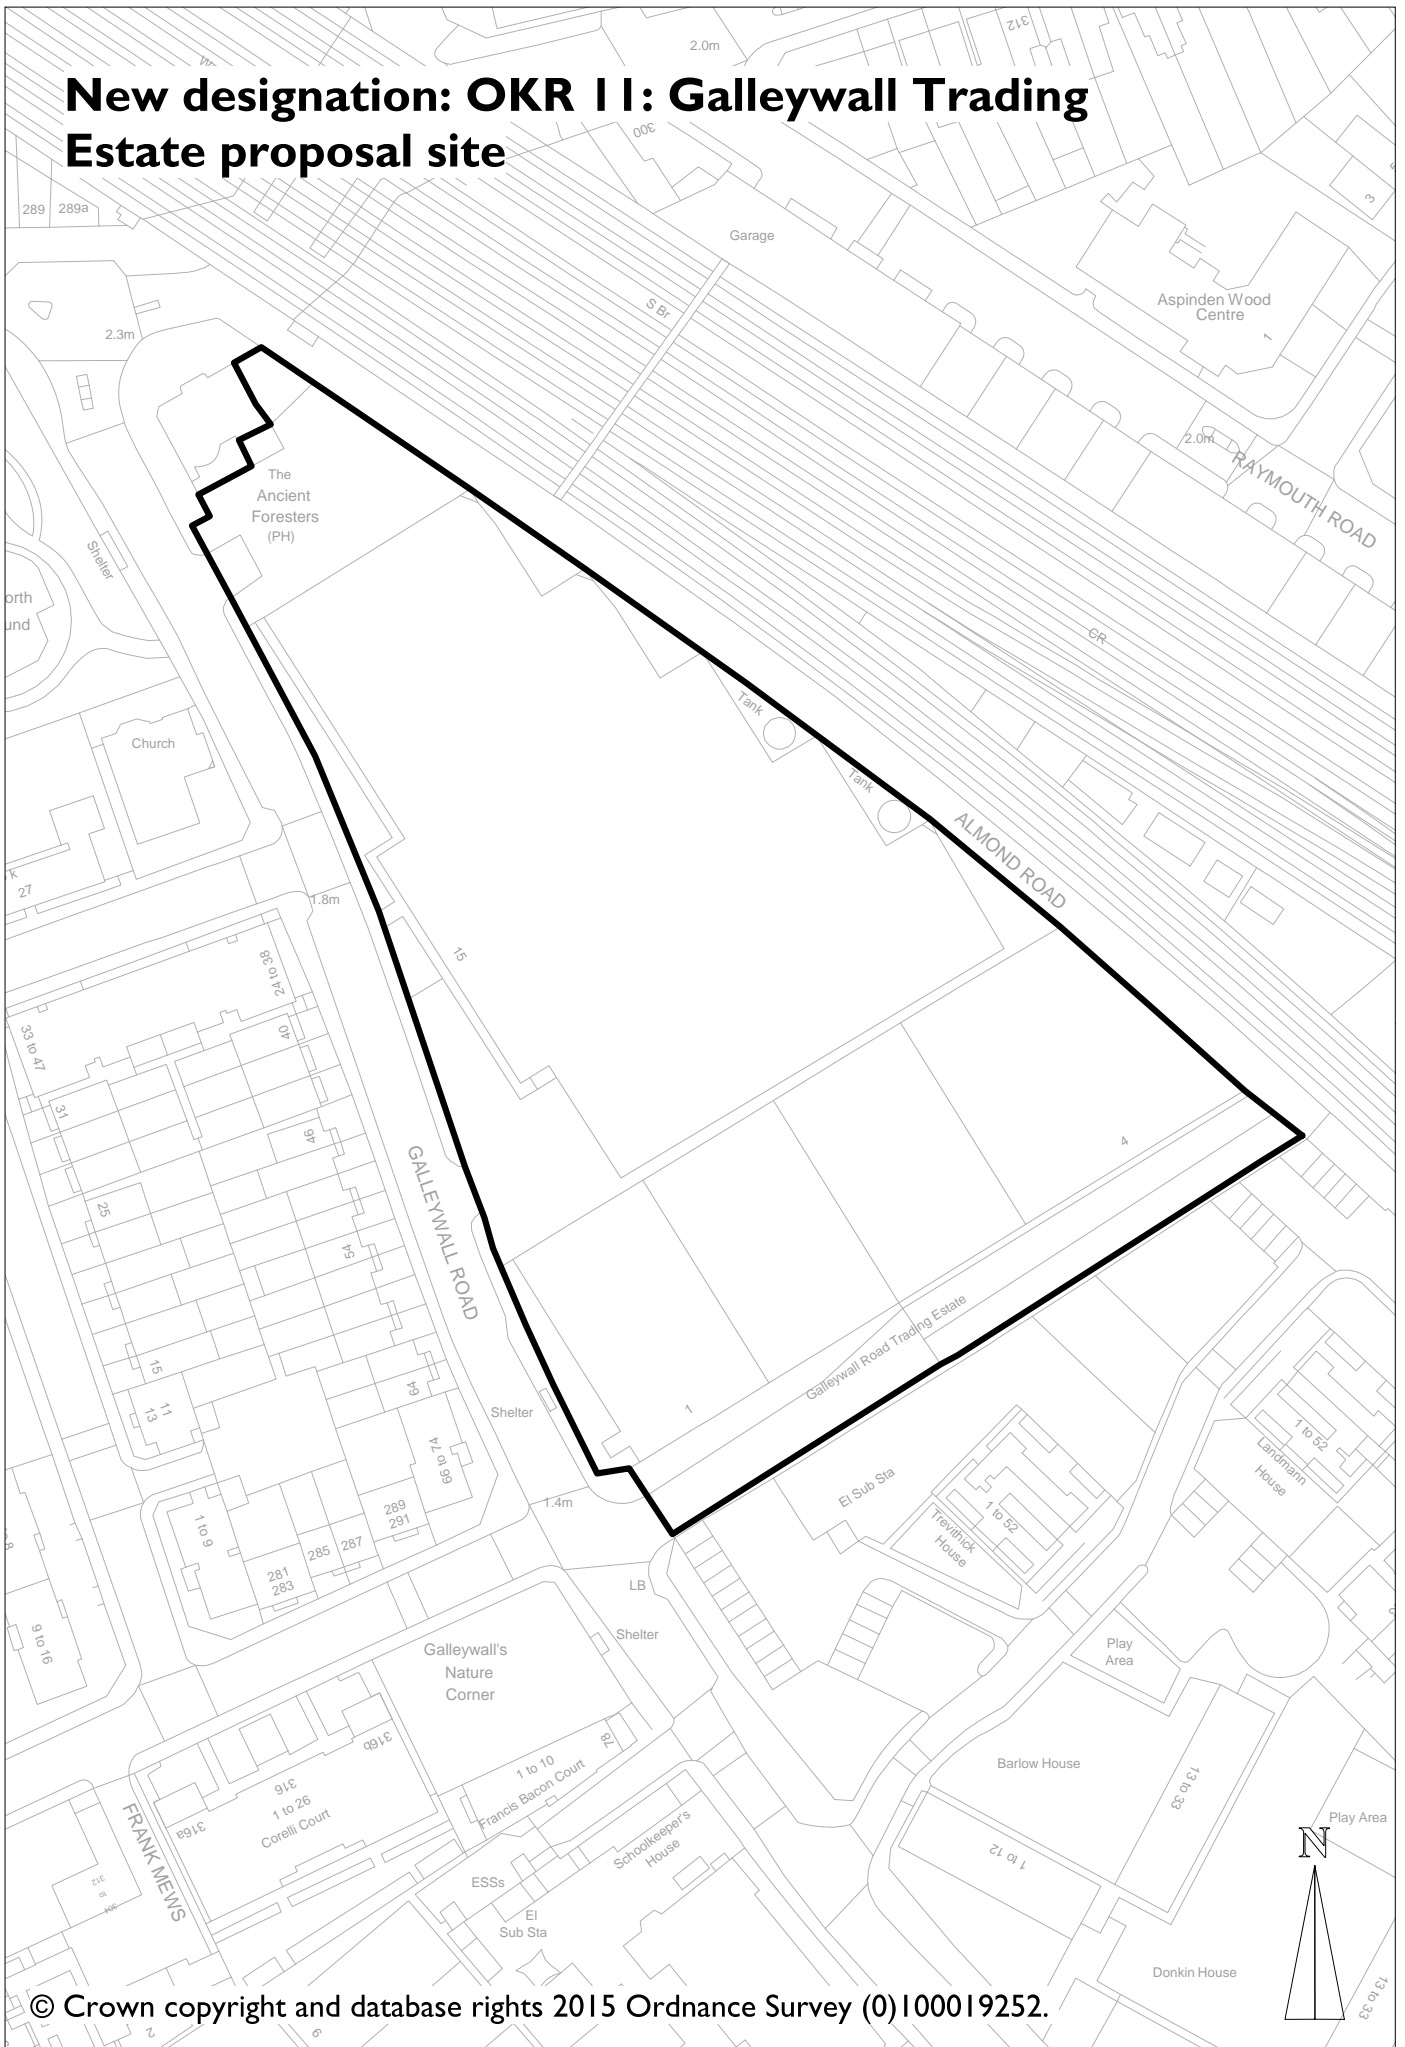 312
2.0m
New designation: OKR 11: Galleywall Trading
Estate proposal site
300
289
289a
3
Garage
Aspinden Wood
Centre
1
S Br
2.3m
2.0m
RAYMOUTH ROAD
The
Ancient
Foresters
(PH)
Shelter
orth
und
CR
Tank
Church
Tank
ALMOND ROAD
27
1.8m
15
24 to 38
33 to 47
40
31
46
4
25
GALLEYWALL ROAD
54
Galleywall Road Trading Estate
15
64
11
13
1
Shelter
66 to 74
1 to 52
Landmann
House
El Sub Sta
1.4m
289
291
1 to 9
285
287
281
283
1 to 52
Trevithick
House
LB
Shelter
9 to 16
Galleywall's
Nature
Corner
Play
Area
78
316b
1 to 10
Francis Bacon Court
Barlow House
13 to 33
316
1 to 26
Corelli Court
316a
FRANK MEWS
Schoolkeeper's
House
Play Area
N
1 to 12
312
to
304
ESSs
El
Sub Sta
Donkin House
13 to 33
© Crown copyright and database rights 2015 Ordnance Survey (0)100019252.
2